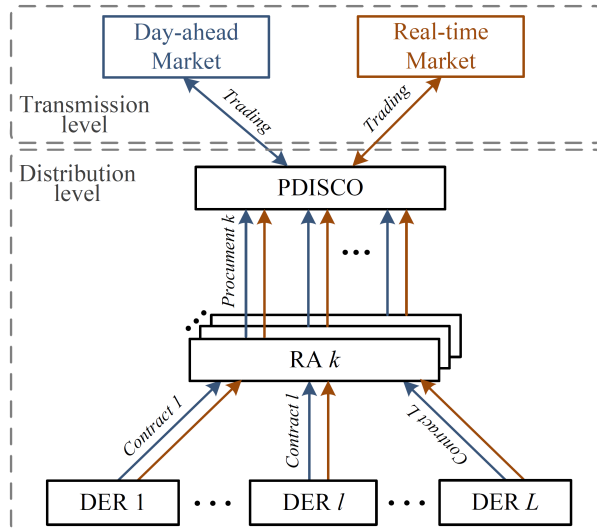 Day-ahead
Market
Real-time
Market
Transmission
level
Trading
Trading
Distribution
level
PDISCO
Procument k
RA k
Contract 1
Contract l
Contract L
DER 1
DER l
DER L